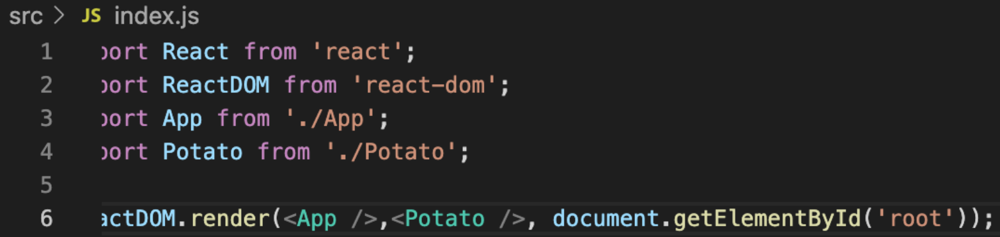 src > JS index.js
1 port React from 'react';
2 port ReactDOM from 'react-dom';
3 port App from './App';
4 port Potato from './Potato';
5
6 actDOM.render(<App />,<Potato />, document.getElementById('root'));